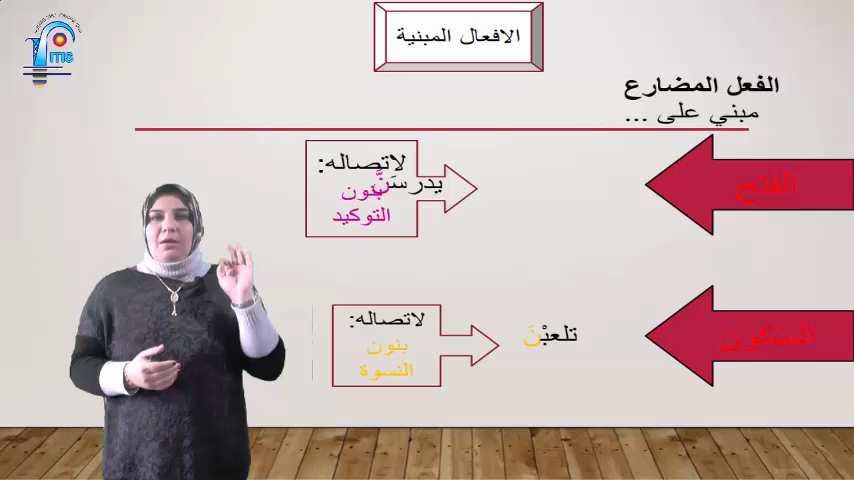 الافعال المبنية
الفعل المضارع
مبني على ...
الفتح
يدرسَنَّ
لاتصاله:
بنون
التوكيد
السكون
تلعبْنَ
لاتصاله:
بنون
النسوة